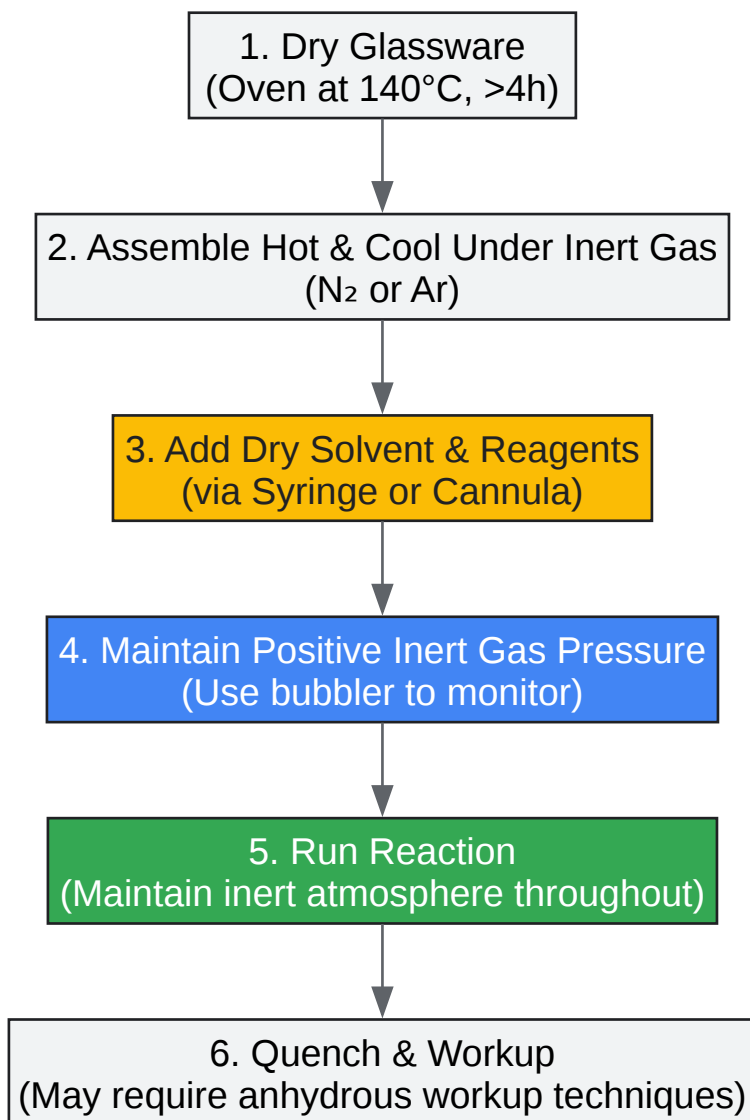 1. Dry Glassware
(Oven at 140°C, >4h)
2. Assemble Hot & Cool Under Inert Gas
(N₂ or Ar)
3. Add Dry Solvent & Reagents
(via Syringe or Cannula)
4. Maintain Positive Inert Gas Pressure
(Use bubbler to monitor)
5. Run Reaction
(Maintain inert atmosphere throughout)
6. Quench & Workup
(May require anhydrous workup techniques)